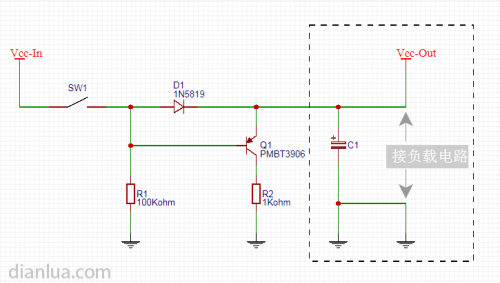 Vcc-In
Vcc-Out
SW1
D1
1N5819
Q1
PMBT3906
C1
接负载电路
R1
100Kohm
R2
1Kohm
dianlua.com